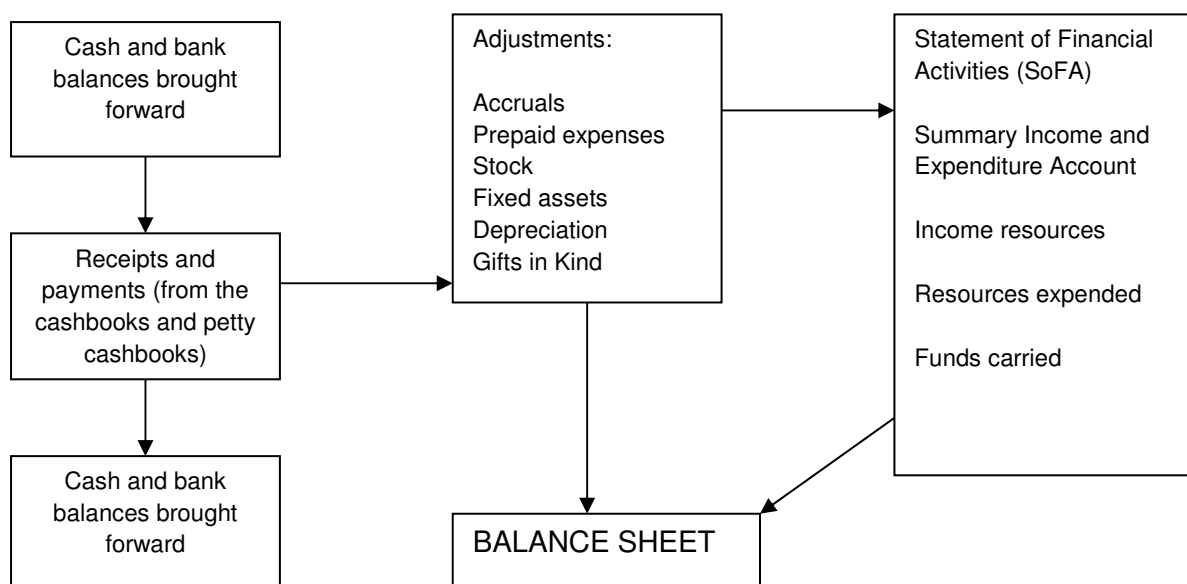 Cash and bank
balances brought
forward
Receipts and
payments (from the
cashbooks and petty
cashbooks)
Cash and bank
balances brought
forward
Adjustments:
Accruals
Prepaid expenses
Stock
Fixed assets
Depreciation
Gifts in Kind
BALANCE SHEET
Statement of Financial
Activities (SoFA)
Summary Income and
Expenditure Account
Income resources
Resources expended
Funds carried